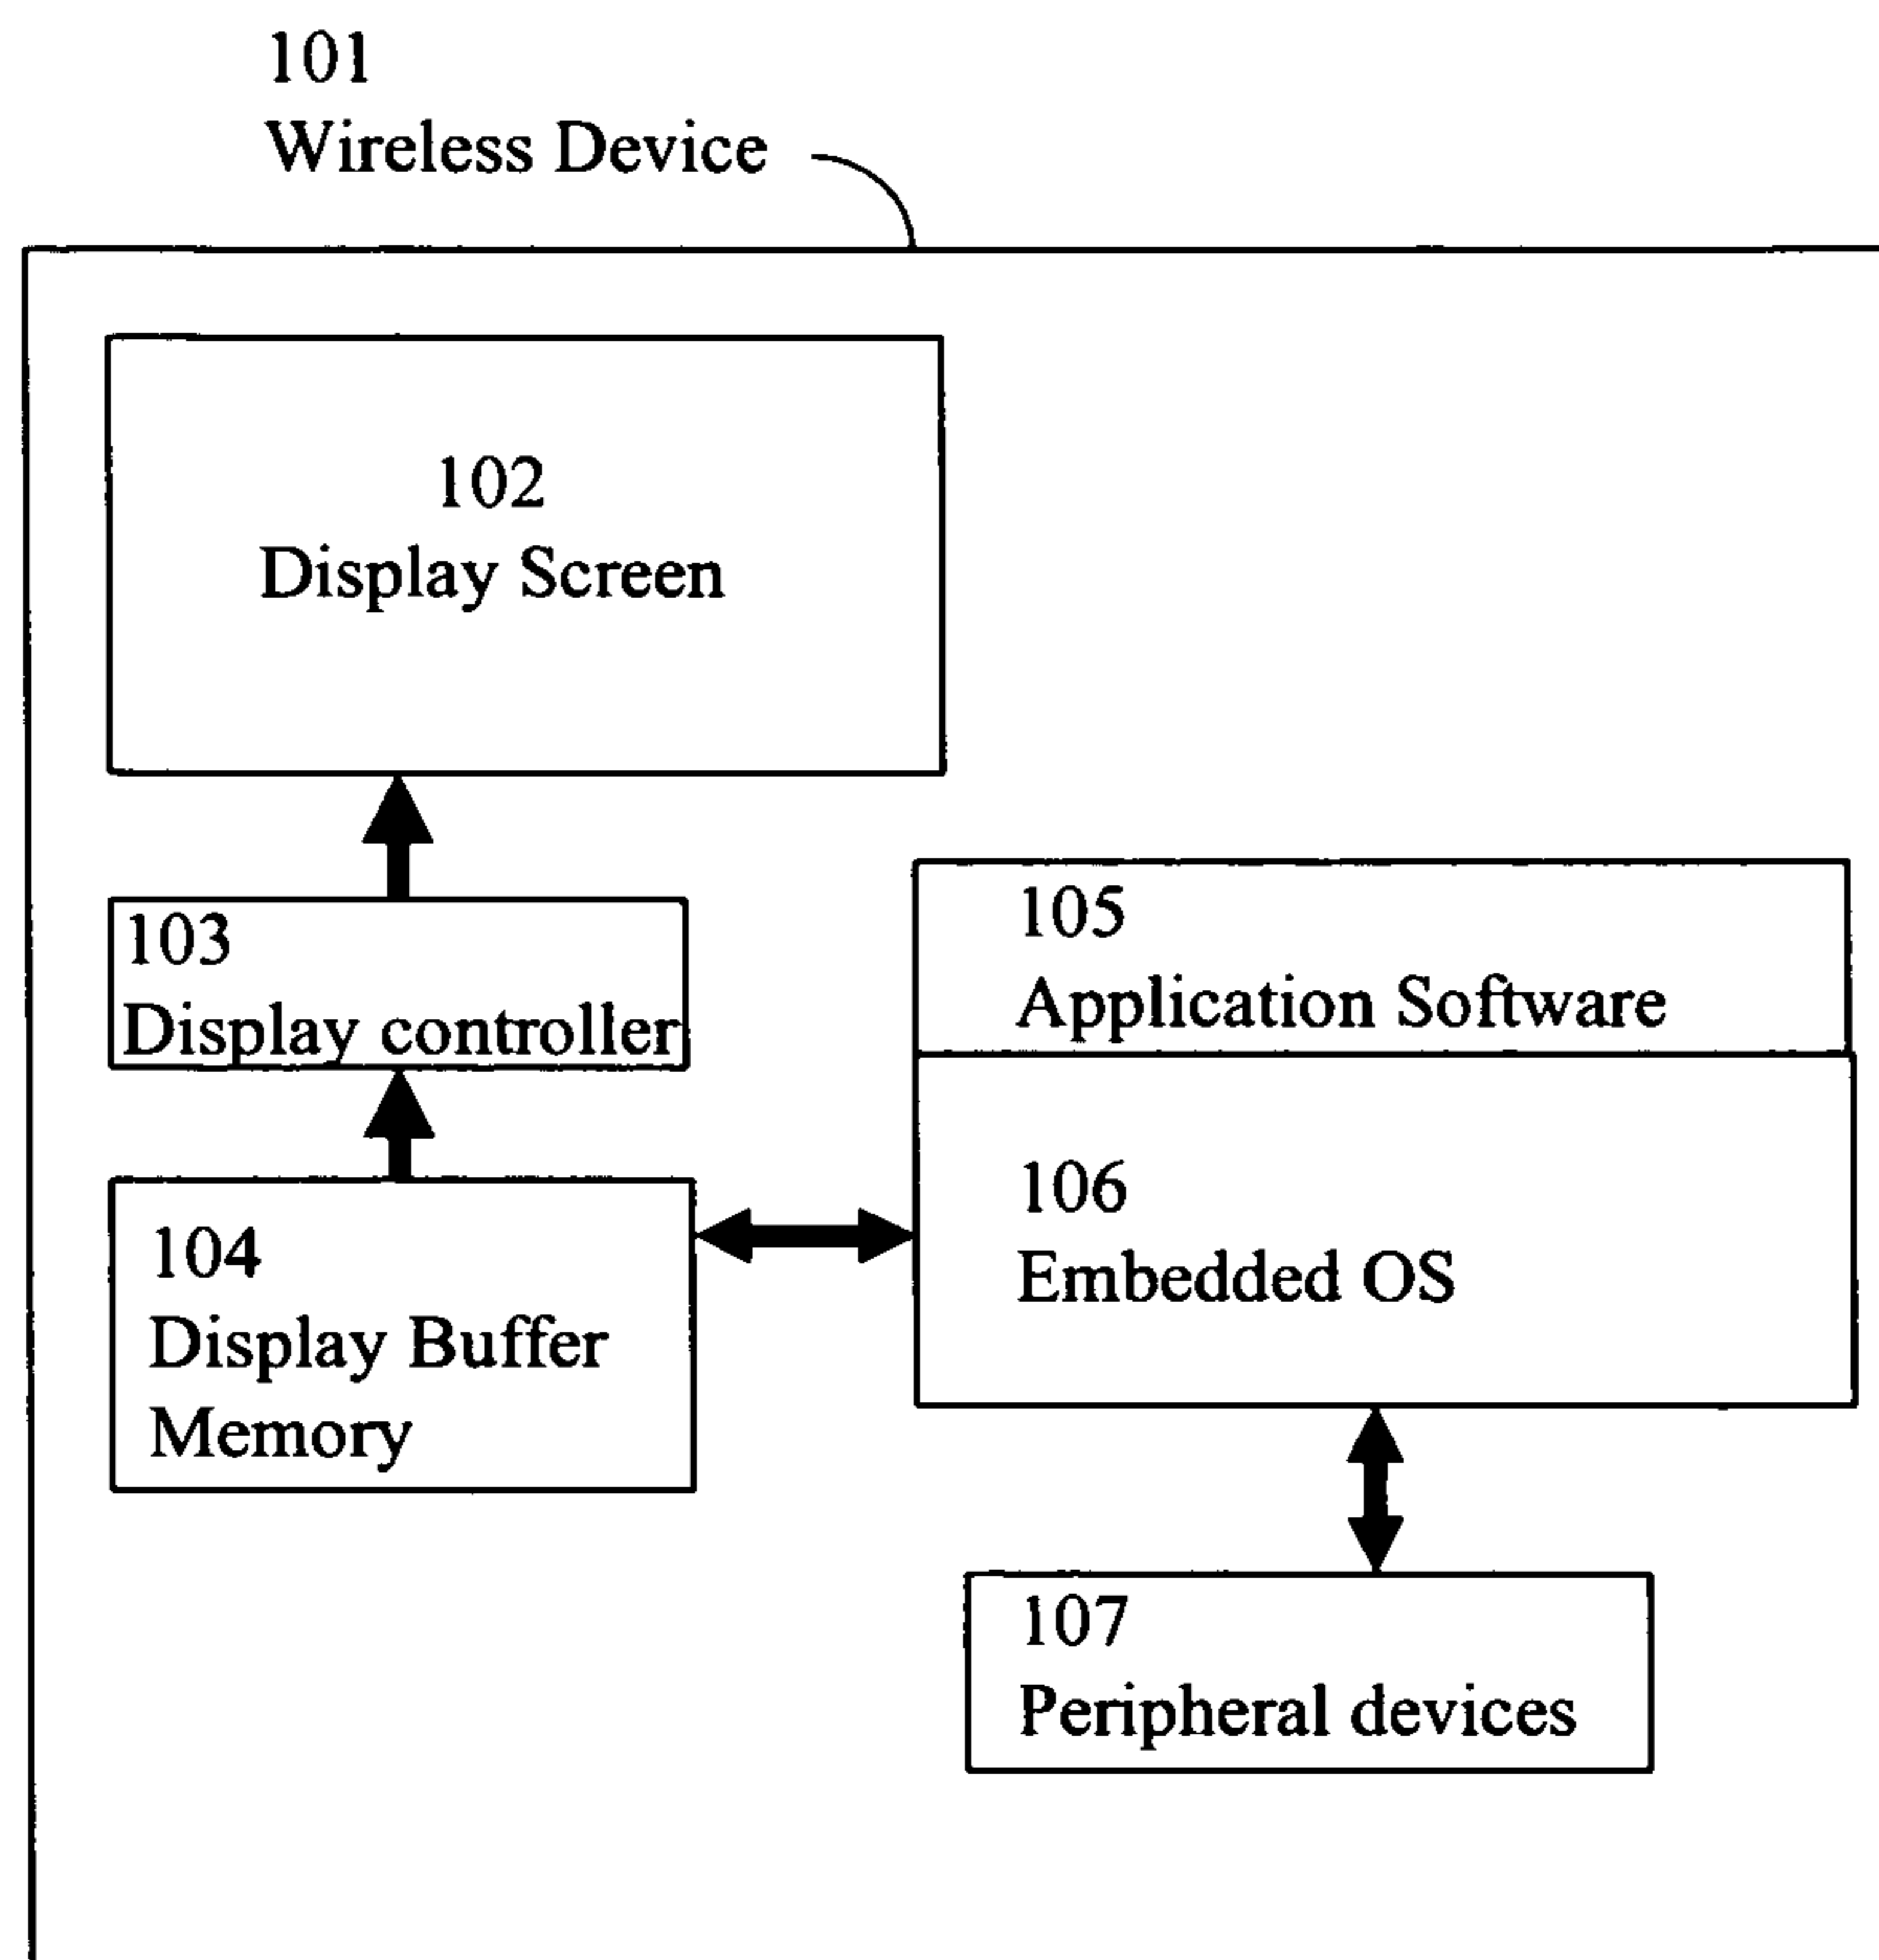 101
Wireless Device
102
Display Screen
103
Display controller
104
Display Buffer
Memory
105
Application Software
106
Embedded OS
107
Peripheral devices